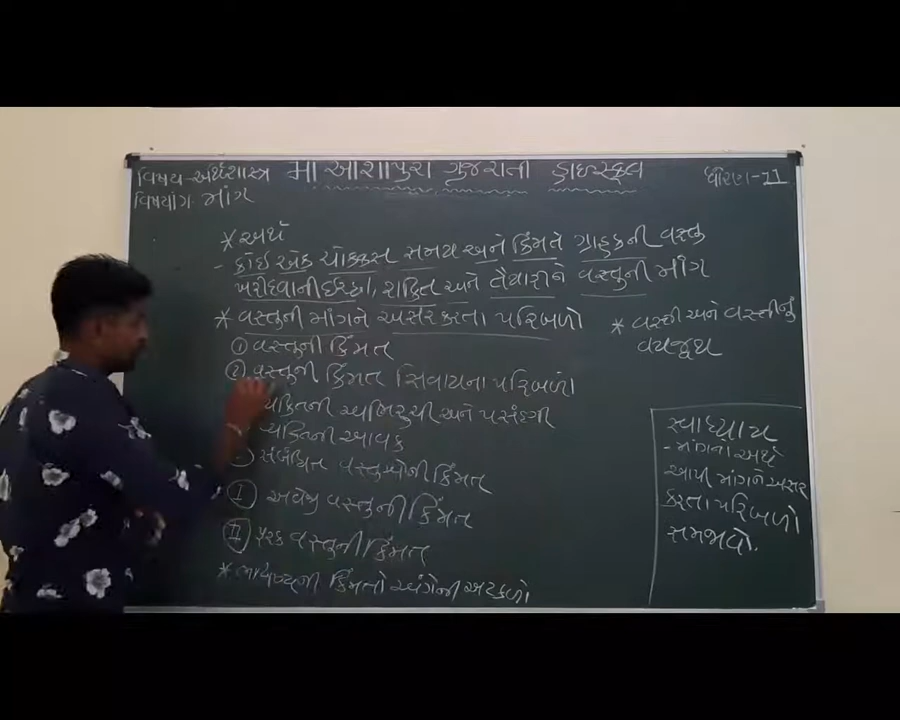 વિષય-અર્થશાસ્ત્ર મા આશાપુરા ગુજરાતી હાઇસ્કૂલ ધોરણ-11
વિષયાંગ- માંગ
* અર્થ
- કોઇ એક ચોક્કસ સમય અને કિંમતે ગ્રાહકની વસ્તુ
ખરીદવાની ઇચ્છા, શક્તિ અને તૈયારીને વસ્તુની માંગ
* વસ્તુની માંગને અસર કરતા પરિબળો
① વસ્તુની કિંમત
② વસ્તુની કિંમત સિવાયના પરિબળો
વ્યક્તિની અભિરુચી અને પસંદગી
વ્યક્તિની આવક
સંબંધિત વસ્તુઓની કિંમત
Ⓘ અવેજી વસ્તુની કિંમત
II પુરક વસ્તુની કિંમત
* ભવિષ્યની કિંમતો અંગેની અટકળો
* વસ્તી અને વસ્તીનું
વયજૂથ
સ્વાધ્યાય
- માંગના અર્થ
આપી માંગને અસર
કરતા પરિબળો
સમજાવો.